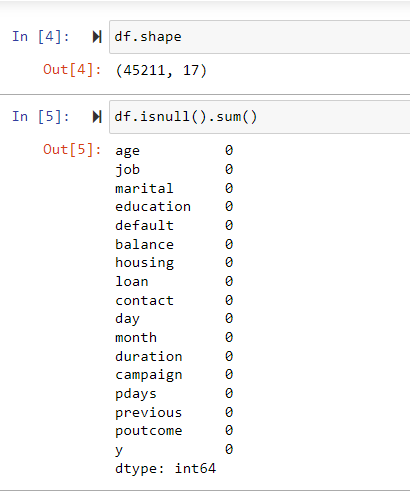 In [4]: df.shape
Out[4]: (45211, 17)
In [5]: df.isnull().sum()
Out[5]: age 0
job 0
marital 0
education 0
default 0
balance 0
housing 0
loan 0
contact 0
day 0
month 0
duration 0
campaign 0
pdays 0
previous 0
poutcome 0
y 0
dtype: int64